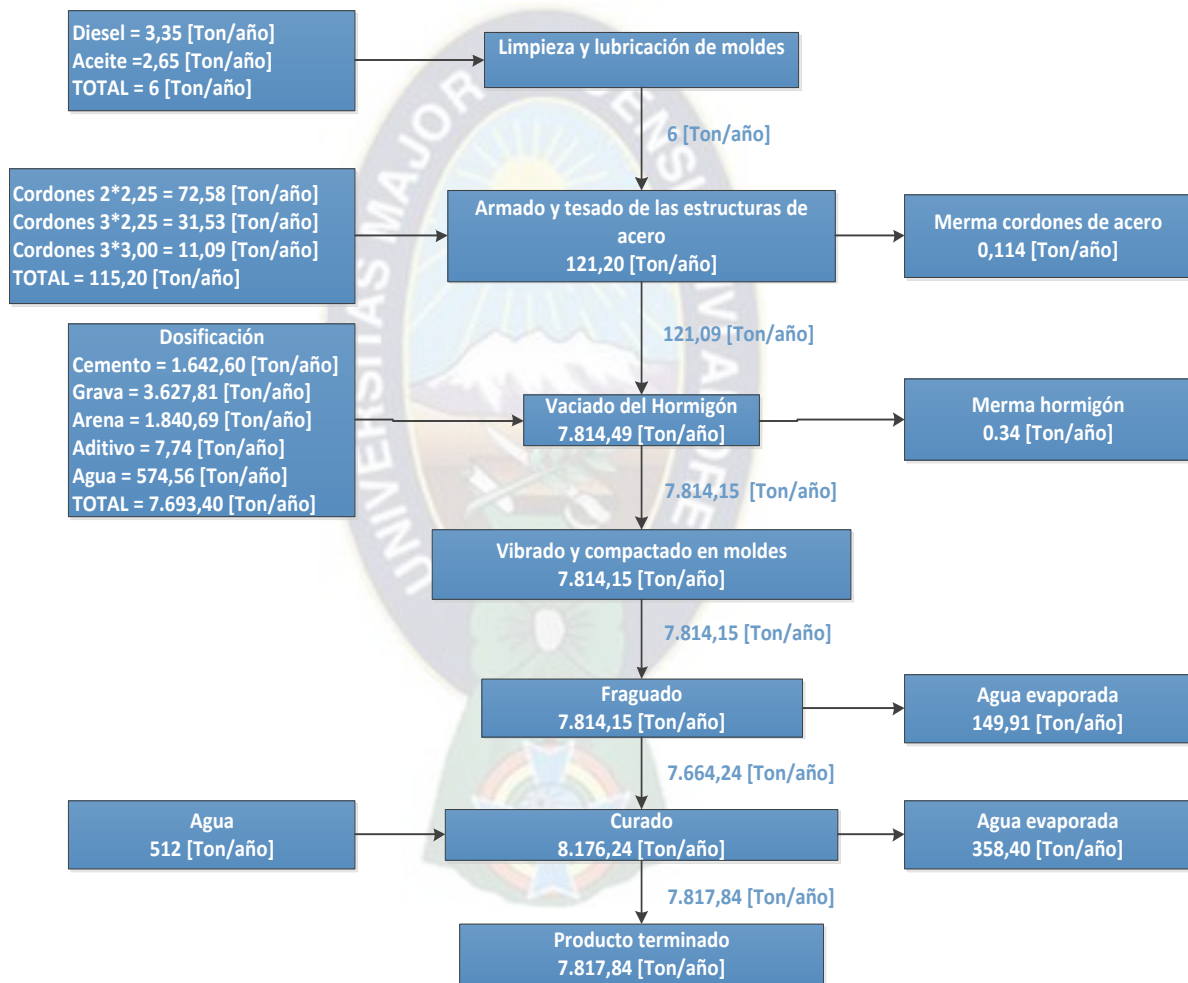 Diesel = 3,35 [Ton/año]
Aceite =2,65 [Ton/año]
TOTAL = 6 [Ton/año]
Limpieza y lubricación de moldes
6 [Ton/año]
Cordones 2*2,25 = 72,58 [Ton/año]
Cordones 3*2,25 = 31,53 [Ton/año]
Cordones 3*3,00 = 11,09 [Ton/año]
TOTAL = 115,20 [Ton/año]
Armado y tesado de las estructuras de
acero
121,20 [Ton/año]
Merma cordones de acero
0,114 [Ton/año]
121,09 [Ton/año]
Dosificación
Cemento = 1.642,60 [Ton/año]
Grava = 3.627,81 [Ton/año]
Arena = 1.840,69 [Ton/año]
Aditivo = 7,74 [Ton/año]
Agua = 574,56 [Ton/año]
TOTAL = 7.693,40 [Ton/año]
Vaciado del Hormigón
7.814,49 [Ton/año]
Merma hormigón
0.34 [Ton/año]
7.814,15 [Ton/año]
Vibrado y compactado en moldes
7.814,15 [Ton/año]
7.814,15 [Ton/año]
Fraguado
7.814,15 [Ton/año]
Agua evaporada
149,91 [Ton/año]
7.664,24 [Ton/año]
Agua
512 [Ton/año]
Curado
8.176,24 [Ton/año]
Agua evaporada
358,40 [Ton/año]
7.817,84 [Ton/año]
Producto terminado
7.817,84 [Ton/año]